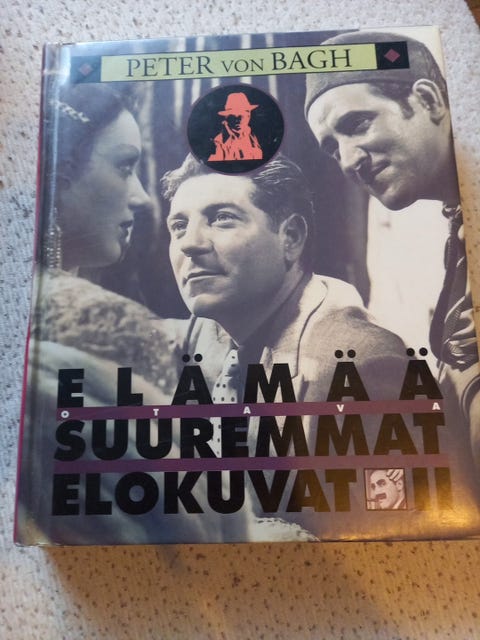 PETER VON BAGH
ELÄMÄÄ
OTAVA
SUUREMMAT
ELOKUVAT II